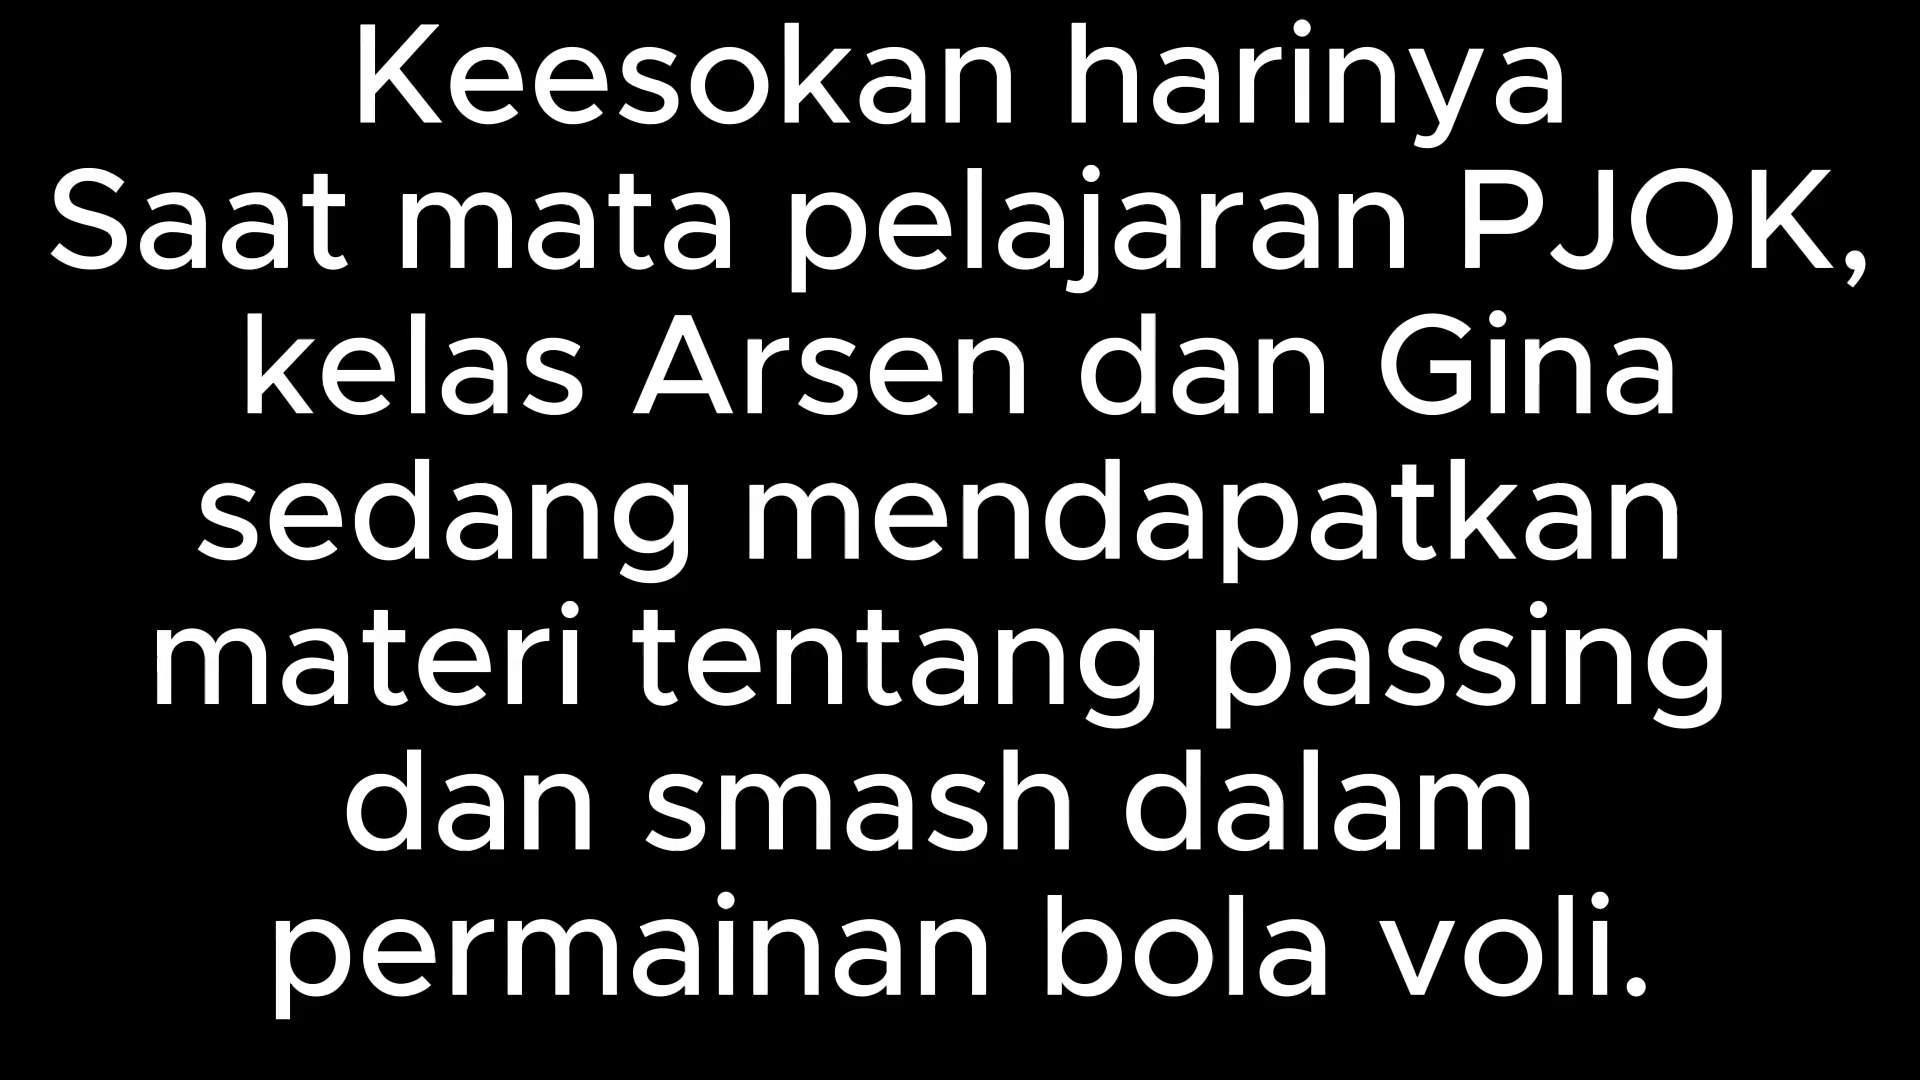 Keesokan harinya
Saat mata pelajaran PJOK,
kelas Arsen dan Gina
sedang mendapatkan
materi tentang passing
dan smash dalam
permainan bola voli.